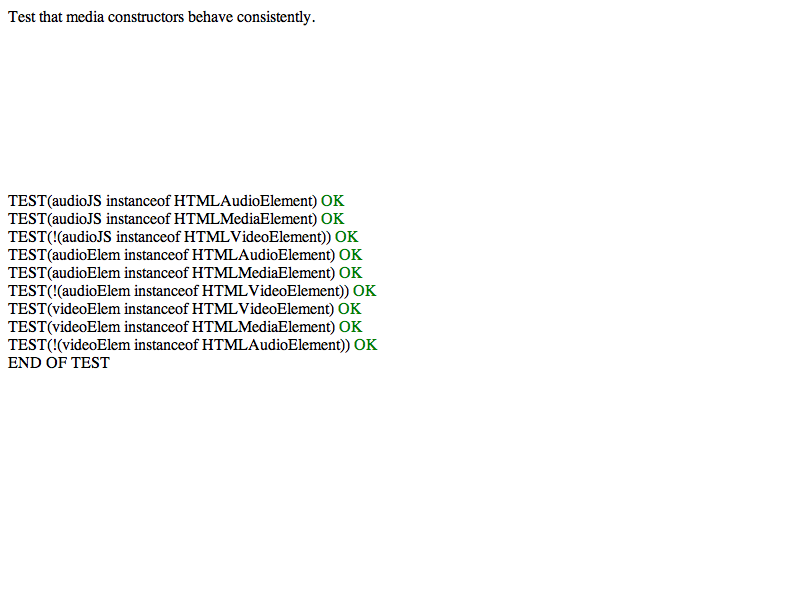 Test that media constructors behave consistently.
TEST(audioJS instanceof HTMLAudioElement) OK
TEST(audioJS instanceof HTMLMediaElement) OK
TEST(!(audioJS instanceof HTMLVideoElement)) OK
TEST(audioElem instanceof HTMLAudioElement) OK
TEST(audioElem instanceof HTMLMediaElement) OK
TEST(!(audioElem instanceof HTMLVideoElement)) OK
TEST(videoElem instanceof HTMLVideoElement) OK
TEST(videoElem instanceof HTMLMediaElement) OK
TEST(!(videoElem instanceof HTMLAudioElement)) OK
END OF TEST